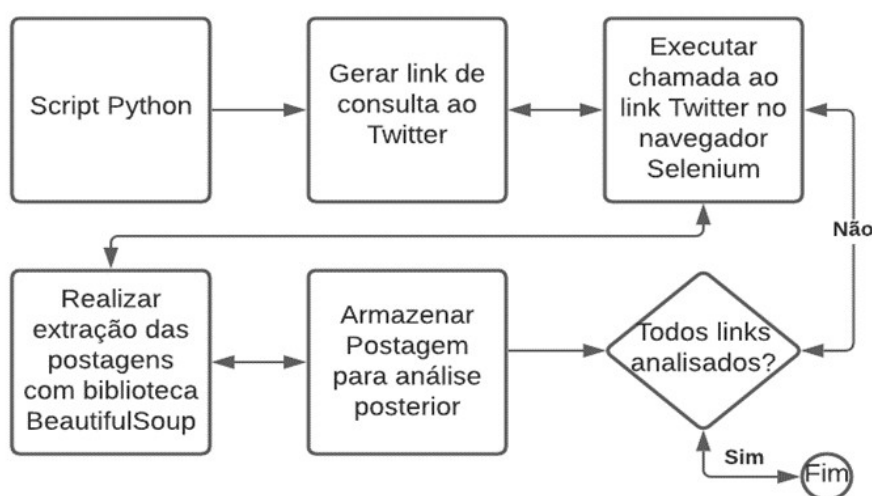 Script Python
Gerar link de
consulta ao
Twitter
Executar
chamada ao
link Twitter no
navegador
Selenium
Não
Realizar
extração das
postagens
com biblioteca
BeautifulSoup
Armazenar
Postagem
para análise
posterior
Todos links
analisados?
Sim
Fim